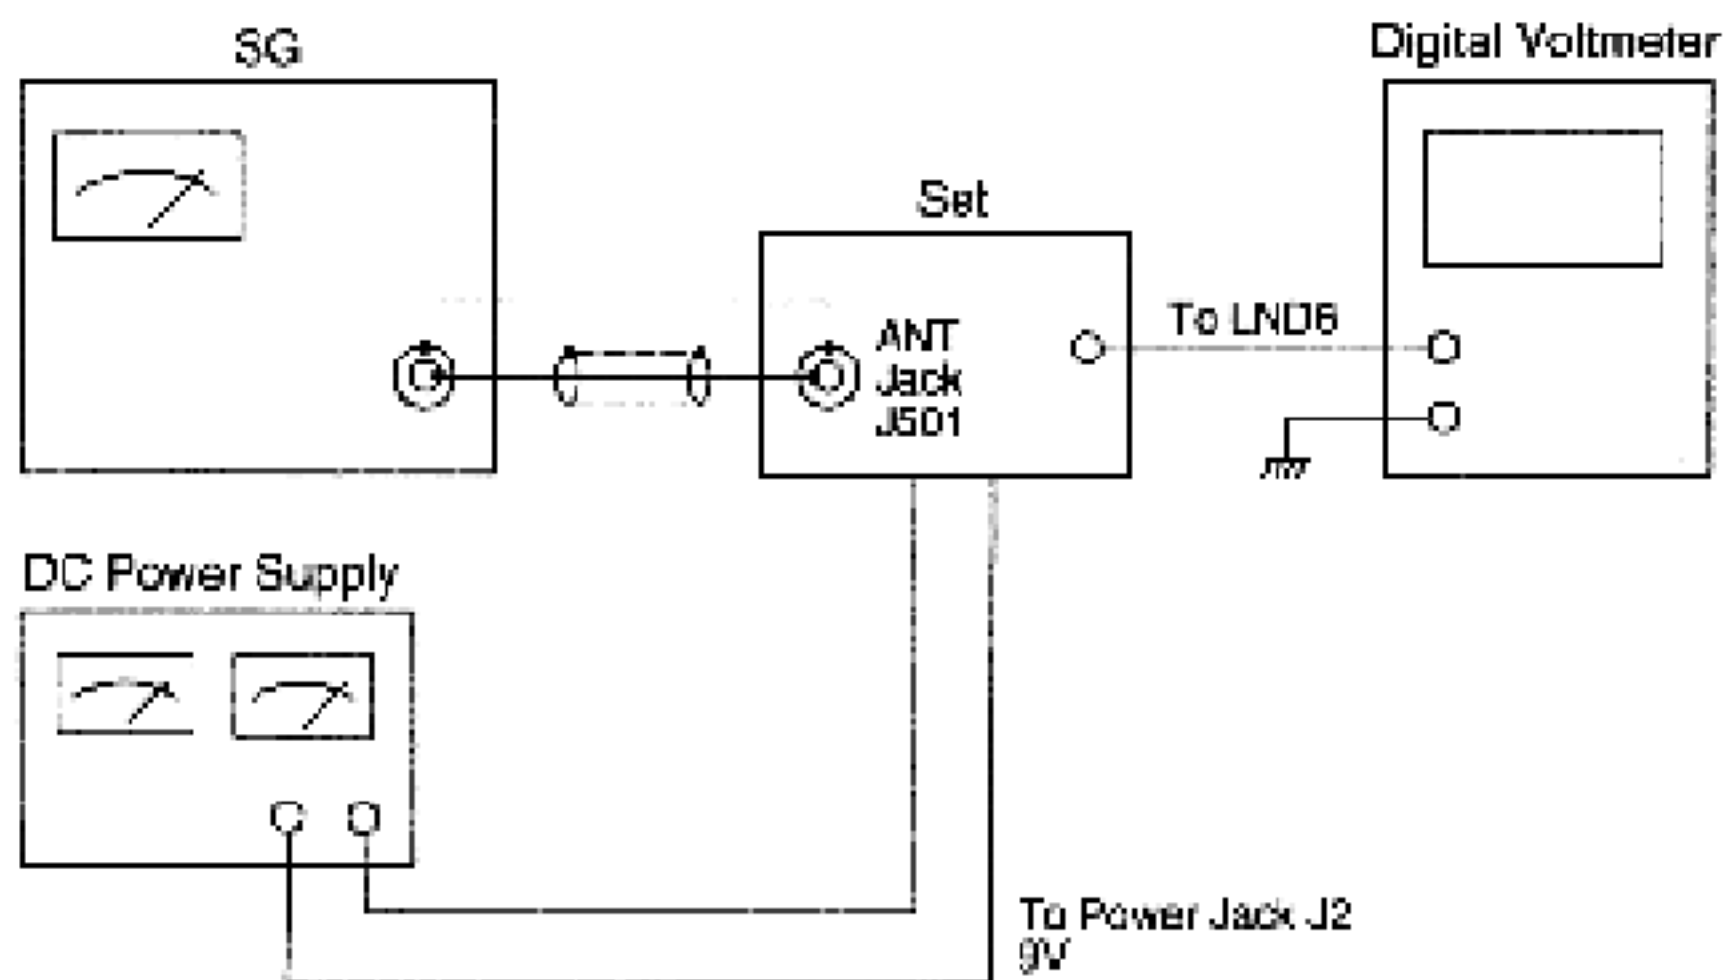 SG
Digital Voltmeter
Set
ANT
Jack
J501
To LND6
DC Power Supply
To Power Jack J2
9V